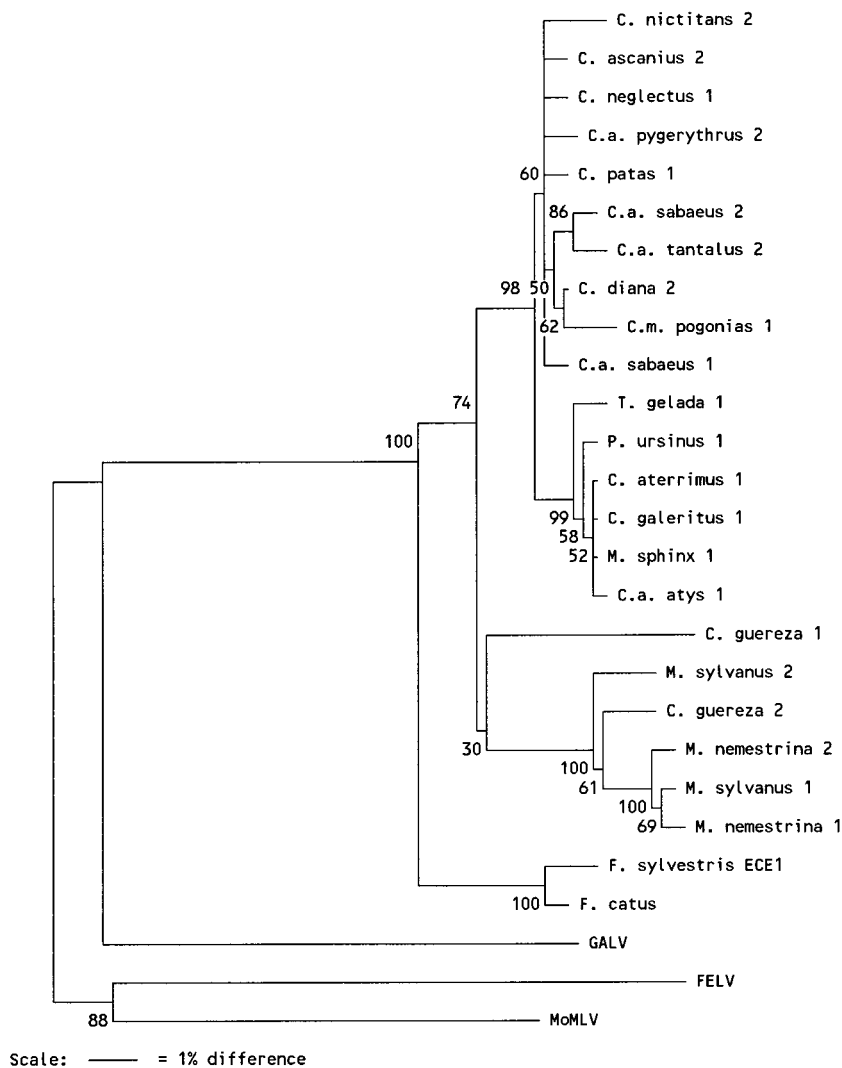 C. nictitans 2
C. ascanius 2
C. neglectus 1
C.a. pygerythrus 2
60
C. patas 1
86
C.a. sabaeus 2
C.a. tantalus 2
98
50
C. diana 2
62
C.m. pogonias 1
C.a. sabaeus 1
74
T. gelada 1
100
P. ursinus 1
C. aterrimus 1
99
C. galeritus 1
58
52
M. sphinx 1
C.a. atys 1
C. guereza 1
M. sylvanus 2
C. guereza 2
30
M. nemestrina 2
100
61
M. sylvanus 1
100
69
M. nemestrina 1
F. sylvestris ECE1
100
F. catus
GALV
FELV
88
MoMLV
Scale: = 1% difference